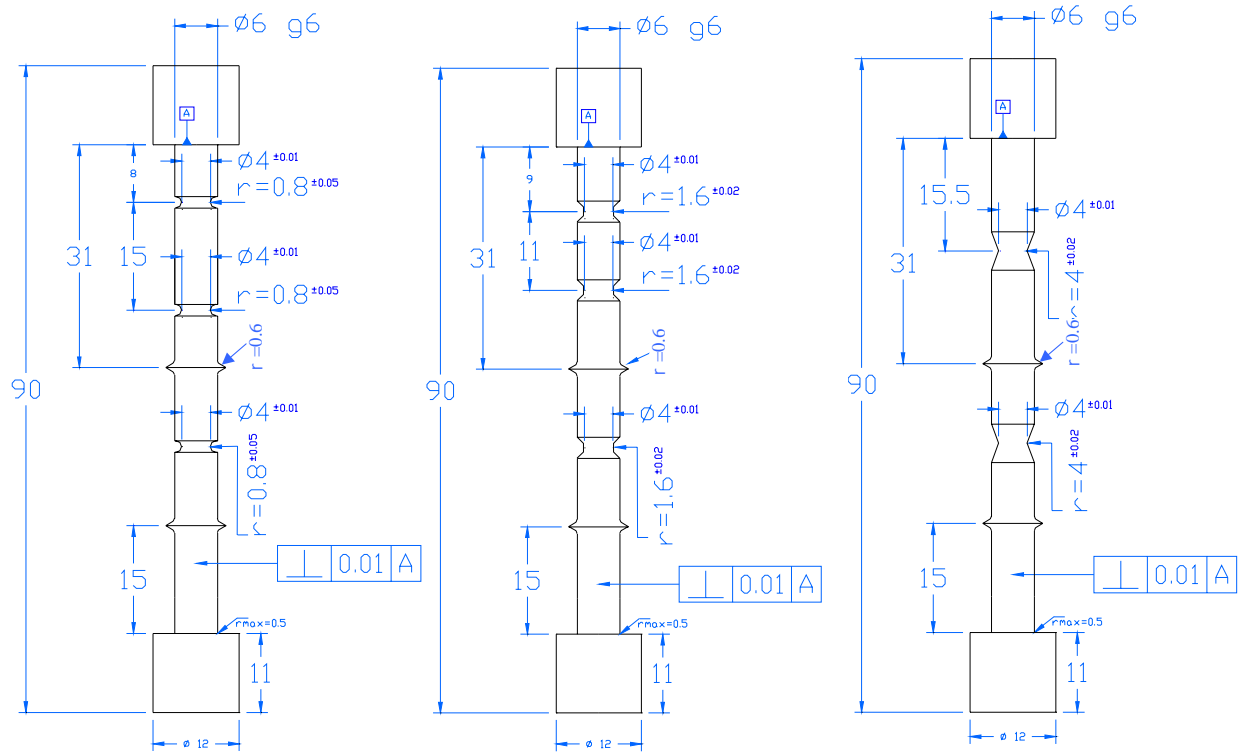 Ø6 g6
A
90
8
Ø4±0.01
r=0.8±0.05
31
15
Ø4±0.01
r=0.8±0.05
r=0.6
Ø4±0.01
r=0.8±0.05
15
⊥ 0.01 A
rmax=0.5
11
Ø 12
Ø6 g6
A
90
9
Ø4±0.01
r=1.6±0.02
31
11
Ø4±0.01
r=1.6±0.02
r=0.6
Ø4±0.01
r=1.6±0.02
15
⊥ 0.01 A
rmax=0.5
11
Ø 12
Ø6 g6
A
90
15.5
Ø4±0.01
31
r=4±0.02
r=0.6
Ø4±0.01
r=4±0.02
15
⊥ 0.01 A
rmax=0.5
11
Ø 12